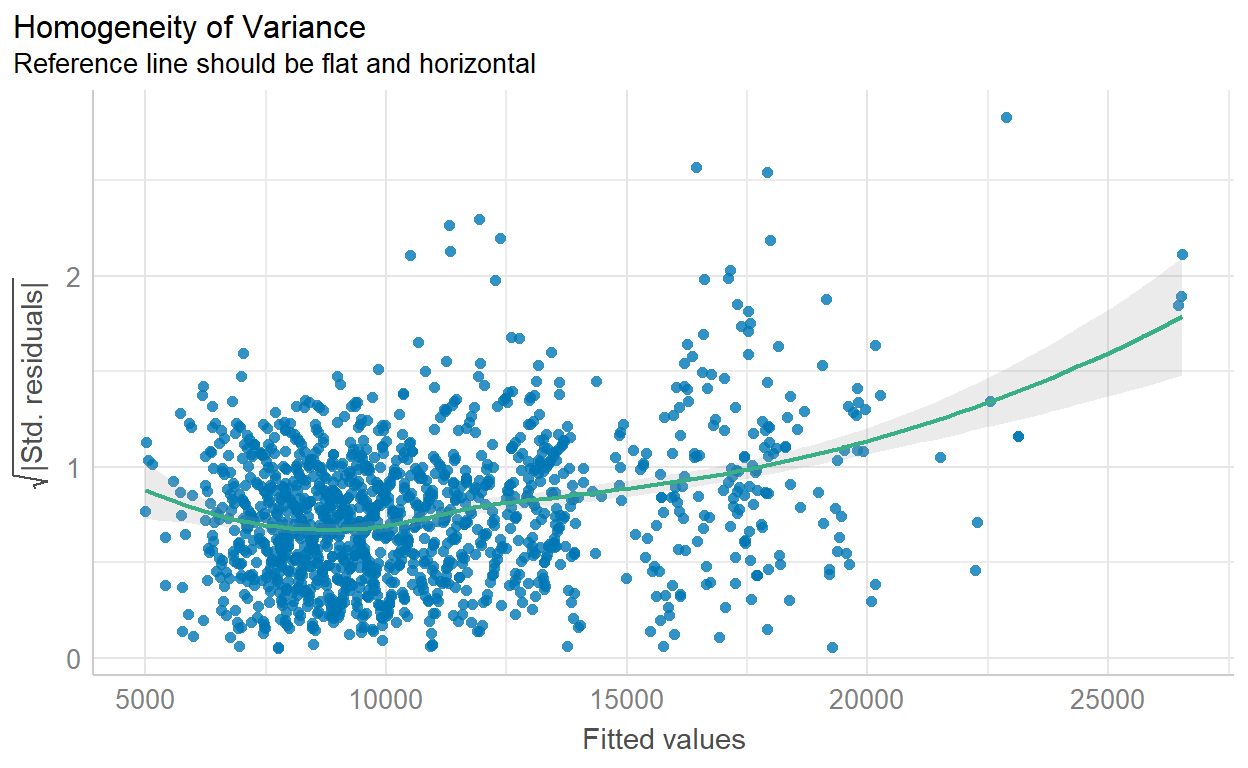 Homogeneity of Variance
Reference line should be flat and horizontal
√|Std. residuals|
2
1
0
5000 10000 15000 20000 25000
Fitted values